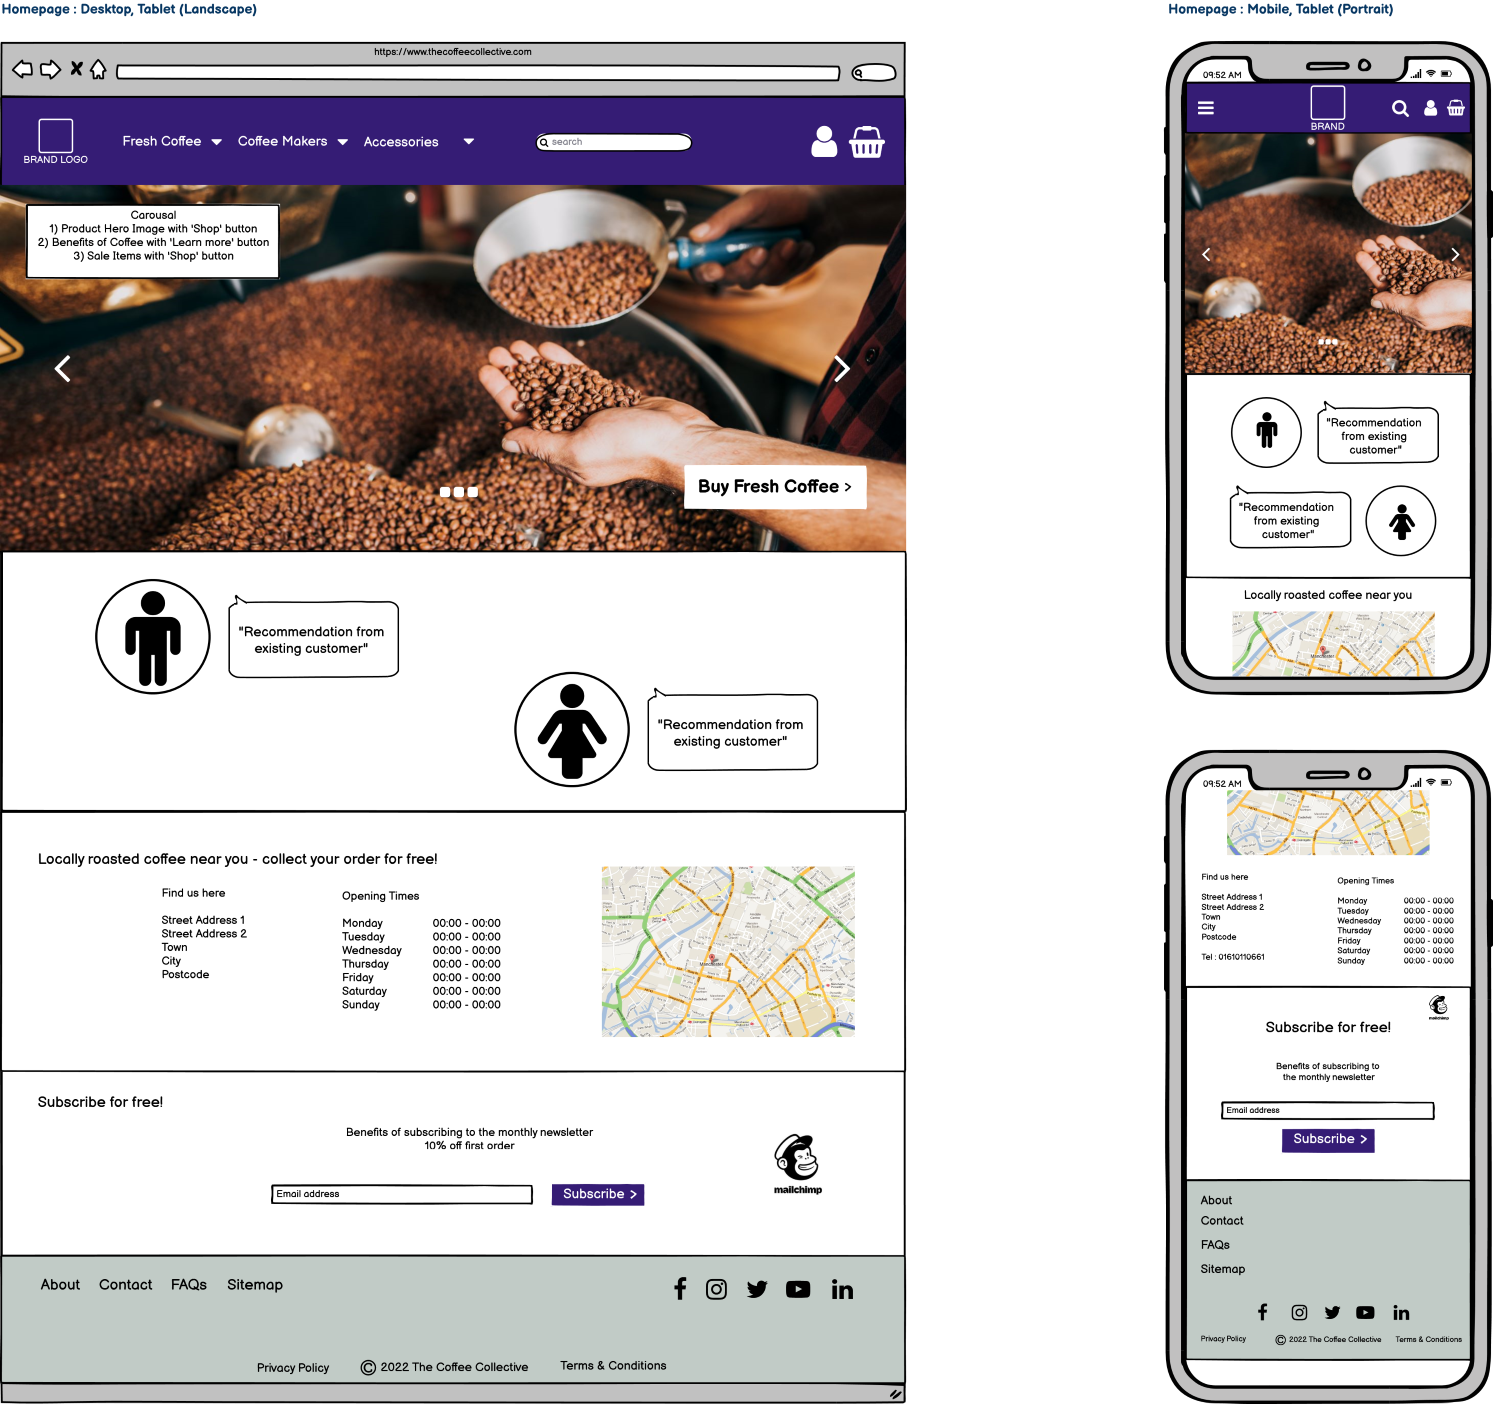 Homepage : Desktop, Tablet (Landscape)
https://www.thecoffeecollective.com
BRAND LOGO
Fresh Coffee
Coffee Makers
Accessories
search
Carousal
1) Product Hero Image with 'Shop' button
2) Benefits of Coffee with 'Learn more' button
3) Sale Items with 'Shop' button
Buy Fresh Coffee >
"Recommendation from
existing customer"
"Recommendation from
existing customer"
Locally roasted coffee near you - collect your order for free!
Find us here
Street Address 1
Street Address 2
Town
City
Postcode
Opening Times
Monday 00:00 - 00:00
Tuesday 00:00 - 00:00
Wednesday 00:00 - 00:00
Thursday 00:00 - 00:00
Friday 00:00 - 00:00
Saturday 00:00 - 00:00
Sunday 00:00 - 00:00
Manchester
Subscribe for free!
Benefits of subscribing to the monthly newsletter
10% off first order
Email address
Subscribe >
mailchimp
About Contact FAQs Sitemap
Privacy Policy © 2022 The Coffee Collective Terms & Conditions
Homepage : Mobile, Tablet (Portrait)
09:52 AM
BRAND
"Recommendation
from existing
customer"
"Recommendation
from existing
customer"
Locally roasted coffee near you
Manchester
09:52 AM
Find us here
Street Address 1
Street Address 2
Town
City
Postcode
Tel : 01610110661
Opening Times
Monday 00:00 - 00:00
Tuesday 00:00 - 00:00
Wednesday 00:00 - 00:00
Thursday 00:00 - 00:00
Friday 00:00 - 00:00
Saturday 00:00 - 00:00
Sunday 00:00 - 00:00
mailchimp
Subscribe for free!
Benefits of subscribing to
the monthly newsletter
Email address
Subscribe >
About
Contact
FAQs
Sitemap
Privacy Policy © 2022 The Coffee Collective Terms & Conditions